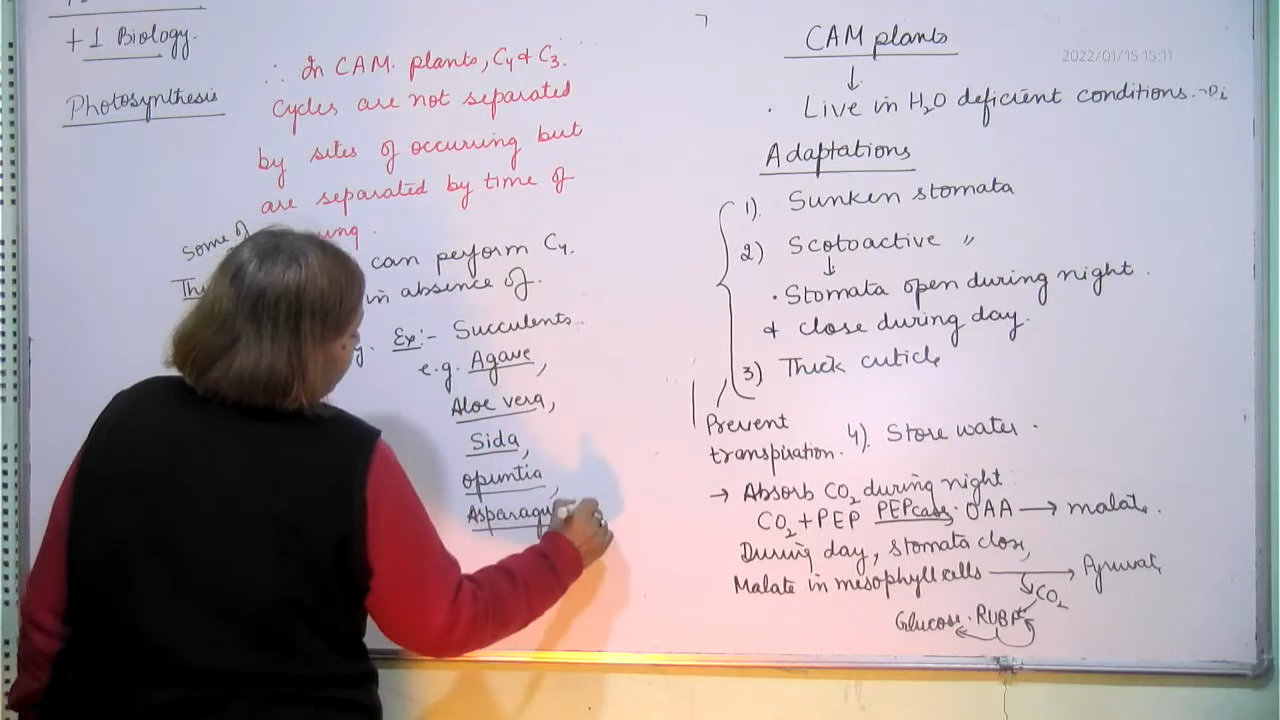 +1 Biology.
Photosynthesis
∴ In CAM. plants, C4 & C3.
cycles are not separated
by sites of occurring but
are separated by time of
some of
can perform C4.
in absence of.
Ex:- Succulents.
e.g. Agave,
Aloe vera,
Sida,
opuntia,
CAM plants
2022/01/15 15:11
↓
. Live in H2O deficient conditions.
Adaptations
1). Sunken stomata
2) Scotoactive 〃
↓
. Stomata open during night.
& close during day.
3) Thick cuticle
Prevent
transpiration.
4). Store water.
→ Absorb CO2 during night
CO2 + PEP PEPcase. OAA → malate.
During day, stomata close,
Malate in mesophyll cells → Pyruvate
CO2
Glucose. RUBP